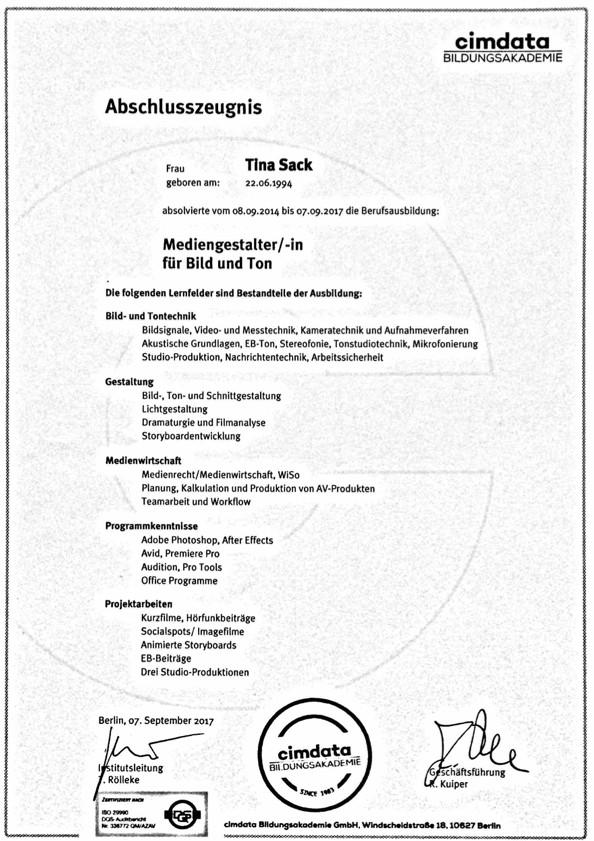 cimdata
BILDUNGSAKADEMIE
Abschlusszeugnis
Frau Tina Sack
geboren am: 22.06.1994
absolvierte vom 08.09.2014 bis 07.09.2017 die Berufsausbildung:
Mediengestalter/-in
für Bild und Ton
Die folgenden Lernfelder sind Bestandteile der Ausbildung:
Bild- und Tontechnik
Bildsignale, Video- und Messtechnik, Kameratechnik und Aufnahmeverfahren
Akustische Grundlagen, EB-Ton, Stereofonie, Tonstudiotechnik, Mikrofonierung
Studio-Produktion, Nachrichtentechnik, Arbeitssicherheit
Gestaltung
Bild-, Ton- und Schnittgestaltung
Lichtgestaltung
Dramaturgie und Filmanalyse
Storyboardentwicklung
Medienwirtschaft
Medienrecht/Medienwirtschaft, WiSo
Planung, Kalkulation und Produktion von AV-Produkten
Teamarbeit und Workflow
Programmkenntnisse
Adobe Photoshop, After Effects
Avid, Premiere Pro
Audition, Pro Tools
Office Programme
Projektarbeiten
Kurzfilme, Hörfunkbeiträge
Socialspots/ Imagefilme
Animierte Storyboards
EB-Beiträge
Drei Studio-Produktionen
Berlin, 07. September 2017
Institutsleitung
Rölleke
cimdata
BILDUNGSAKADEMIE
SINCE 1983
Geschäftsführung
R. Kuiper
ZERTIFIZIERT NACH
ISO 29990
DQS-Auditbericht
Nr. 336772 QM/AZAV
DQS
cimdata Bildungsakademie GmbH, Windscheidstraße 18, 10627 Berlin